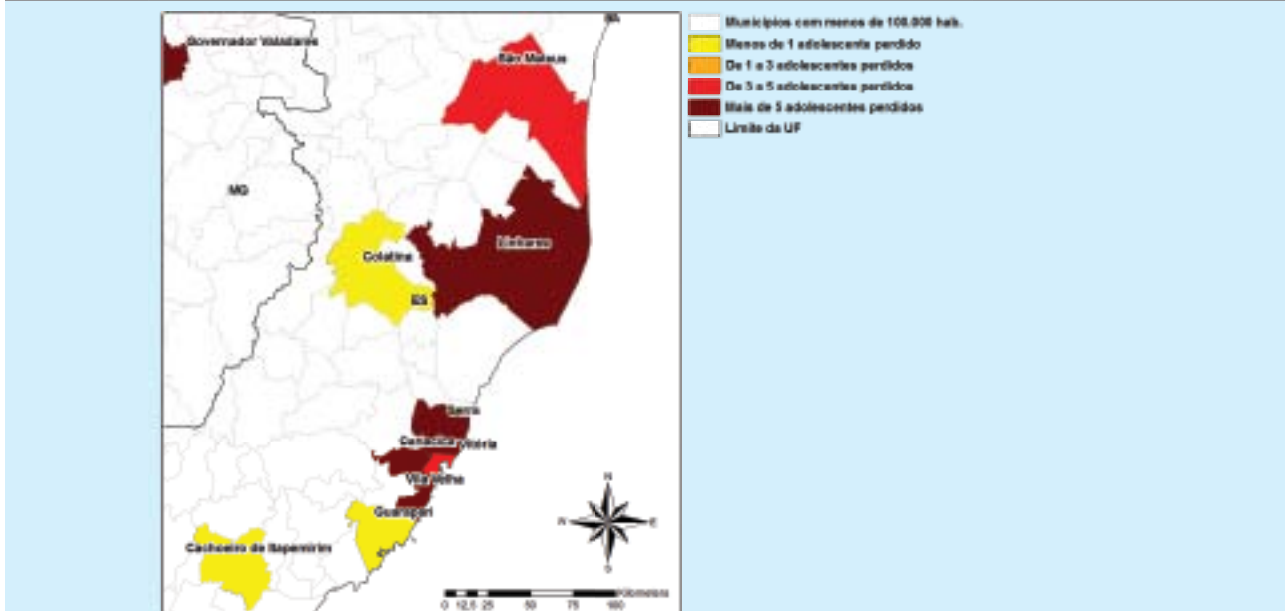 BA
Governador Valadares
São Mateus
MG
Linhares
Colatina
ES
Serra
Cariacica
Vitória
Vila Velha
Guarapari
Cachoeiro de Itapemirim
N
W
E
S
Kilometers
0 12,5 25 50 75 100
Municípios com menos de 100.000 hab.
Menos de 1 adolescente perdido
De 1 a 3 adolescentes perdidos
De 3 a 5 adolescentes perdidos
Mais de 5 adolescentes perdidos
Limite da UF